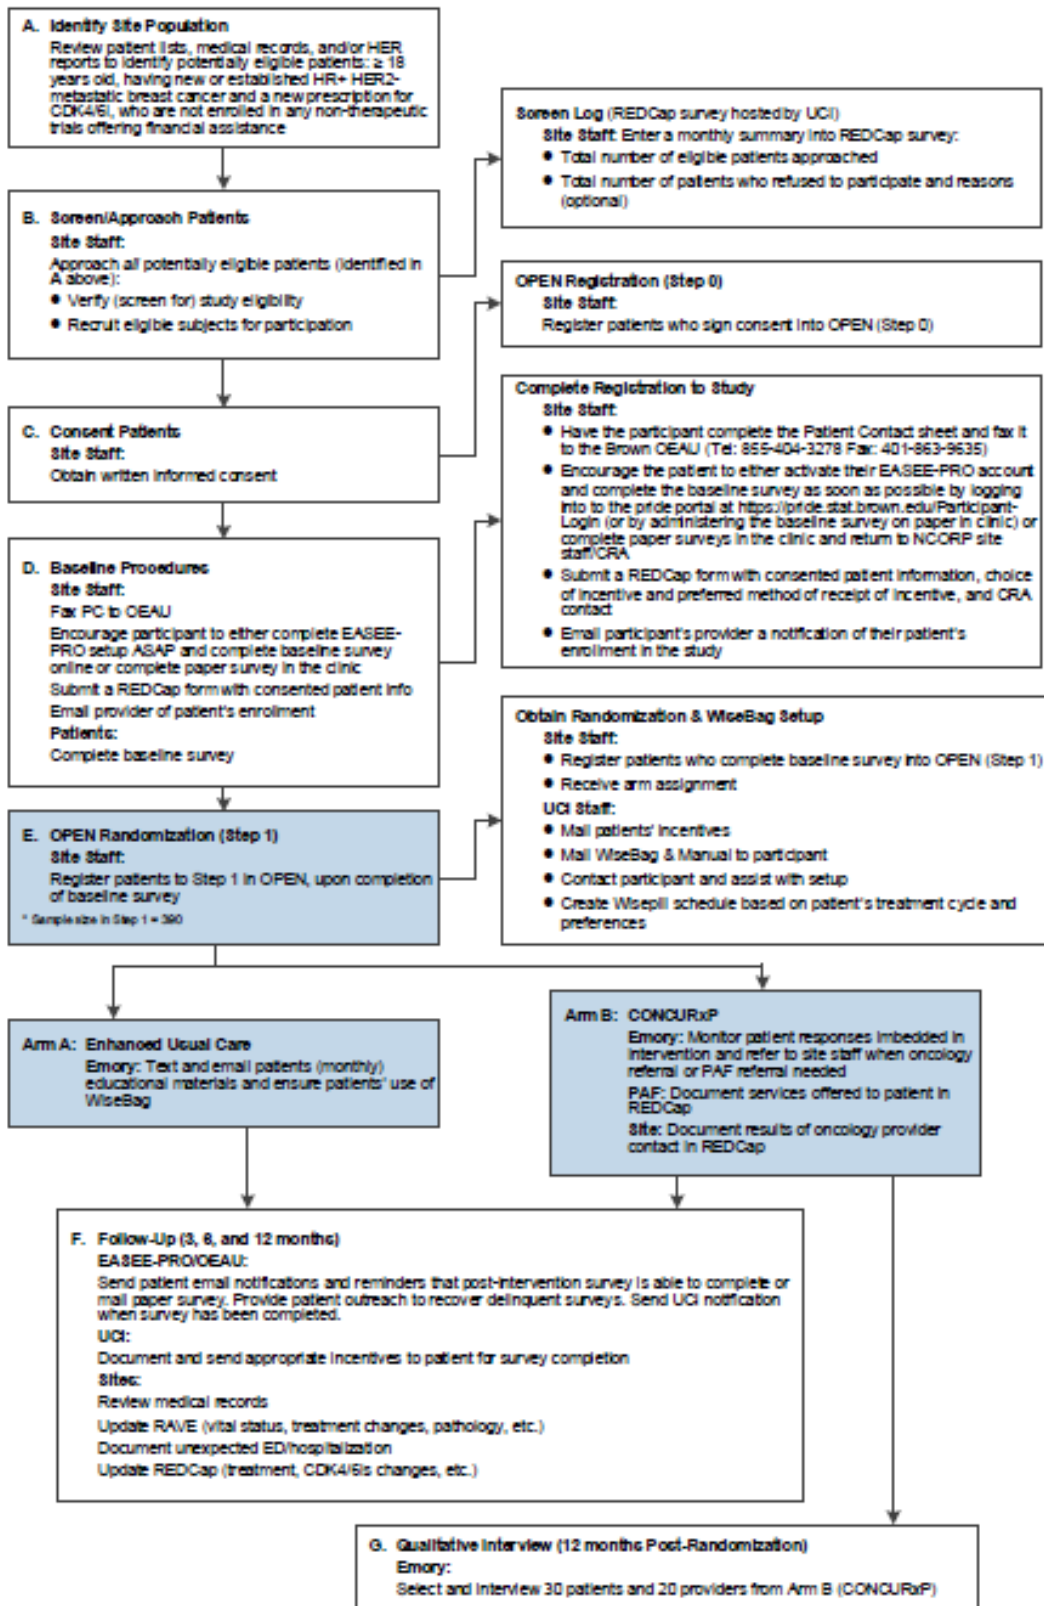 A. Identify Site Population
Review patient lists, medical records, and/or HER
reports to identify potentially eligible patients: ≥ 18
years old, having new or established HR+ HER2-
metastatic breast cancer and a new prescription for
CDK4/6i, who are not enrolled in any non-therapeutic
trials offering financial assistance
Screen Log (REDCap survey hosted by UCI)
Site Staff: Enter a monthly summary into REDCap survey:
● Total number of eligible patients approached
● Total number of patients who refused to participate and reasons
(optional)
B. Screen/Approach Patients
Site Staff:
Approach all potentially eligible patients (identified in
A above):
● Verify (screen for) study eligibility
● Recruit eligible subjects for participation
OPEN Registration (Step 0)
Site Staff:
Register patients who sign consent into OPEN (Step 0)
C. Consent Patients
Site Staff:
Obtain written informed consent
Complete Registration to Study
Site Staff:
● Have the participant complete the Patient Contact sheet and fax it
to the Brown OEAU (Tel: 855-404-3278 Fax: 401-863-9635)
● Encourage the patient to either activate their EASEE-PRO account
and complete the baseline survey as soon as possible by logging
into to the pride portal at https://pride.stat.brown.edu/Participant-
Login (or by administering the baseline survey on paper in clinic) or
complete paper surveys in the clinic and return to NCORP site
staff/CRA
● Submit a REDCap form with consented patient information, choice
of incentive and preferred method of receipt of incentive, and CRA
contact
● Email participant's provider a notification of their patient's
enrollment in the study
D. Baseline Procedures
Site Staff:
Fax PC to OEAU
Encourage participant to either complete EASEE-
PRO setup ASAP and complete baseline survey
online or complete paper survey in the clinic
Submit a REDCap form with consented patient info
Email provider of patient's enrollment
Patients:
Complete baseline survey
Obtain Randomization & WiseBag Setup
Site Staff:
● Register patients who complete baseline survey into OPEN (Step 1)
● Receive arm assignment
UCI Staff:
● Mail patients' incentives
● Mail WiseBag & Manual to participant
● Contact participant and assist with setup
● Create Wisepill schedule based on patient's treatment cycle and
preferences
E. OPEN Randomization (Step 1)
Site Staff:
Register patients to Step 1 in OPEN, upon completion
of baseline survey
* Sample size in Step 1 = 390
Arm A: Enhanced Usual Care
Emory: Text and email patients (monthly)
educational materials and ensure patients' use of
WiseBag
Arm B: CONCURxP
Emory: Monitor patient responses imbedded in
intervention and refer to site staff when oncology
referral or PAF referral needed
PAF: Document services offered to patient in
REDCap
Site: Document results of oncology provider
contact in REDCap
F. Follow-Up (3, 6, and 12 months)
EASEE-PRO/OEAU:
Send patient email notifications and reminders that post-intervention survey is able to complete or
mail paper survey. Provide patient outreach to recover delinquent surveys. Send UCI notification
when survey has been completed.
UCI:
Document and send appropriate incentives to patient for survey completion
Sites:
Review medical records
Update RAVE (vital status, treatment changes, pathology, etc.)
Document unexpected ED/hospitalization
Update REDCap (treatment, CDK4/6is changes, etc.)
G. Qualitative Interview (12 months Post-Randomization)
Emory:
Select and interview 30 patients and 20 providers from Arm B (CONCURxP)